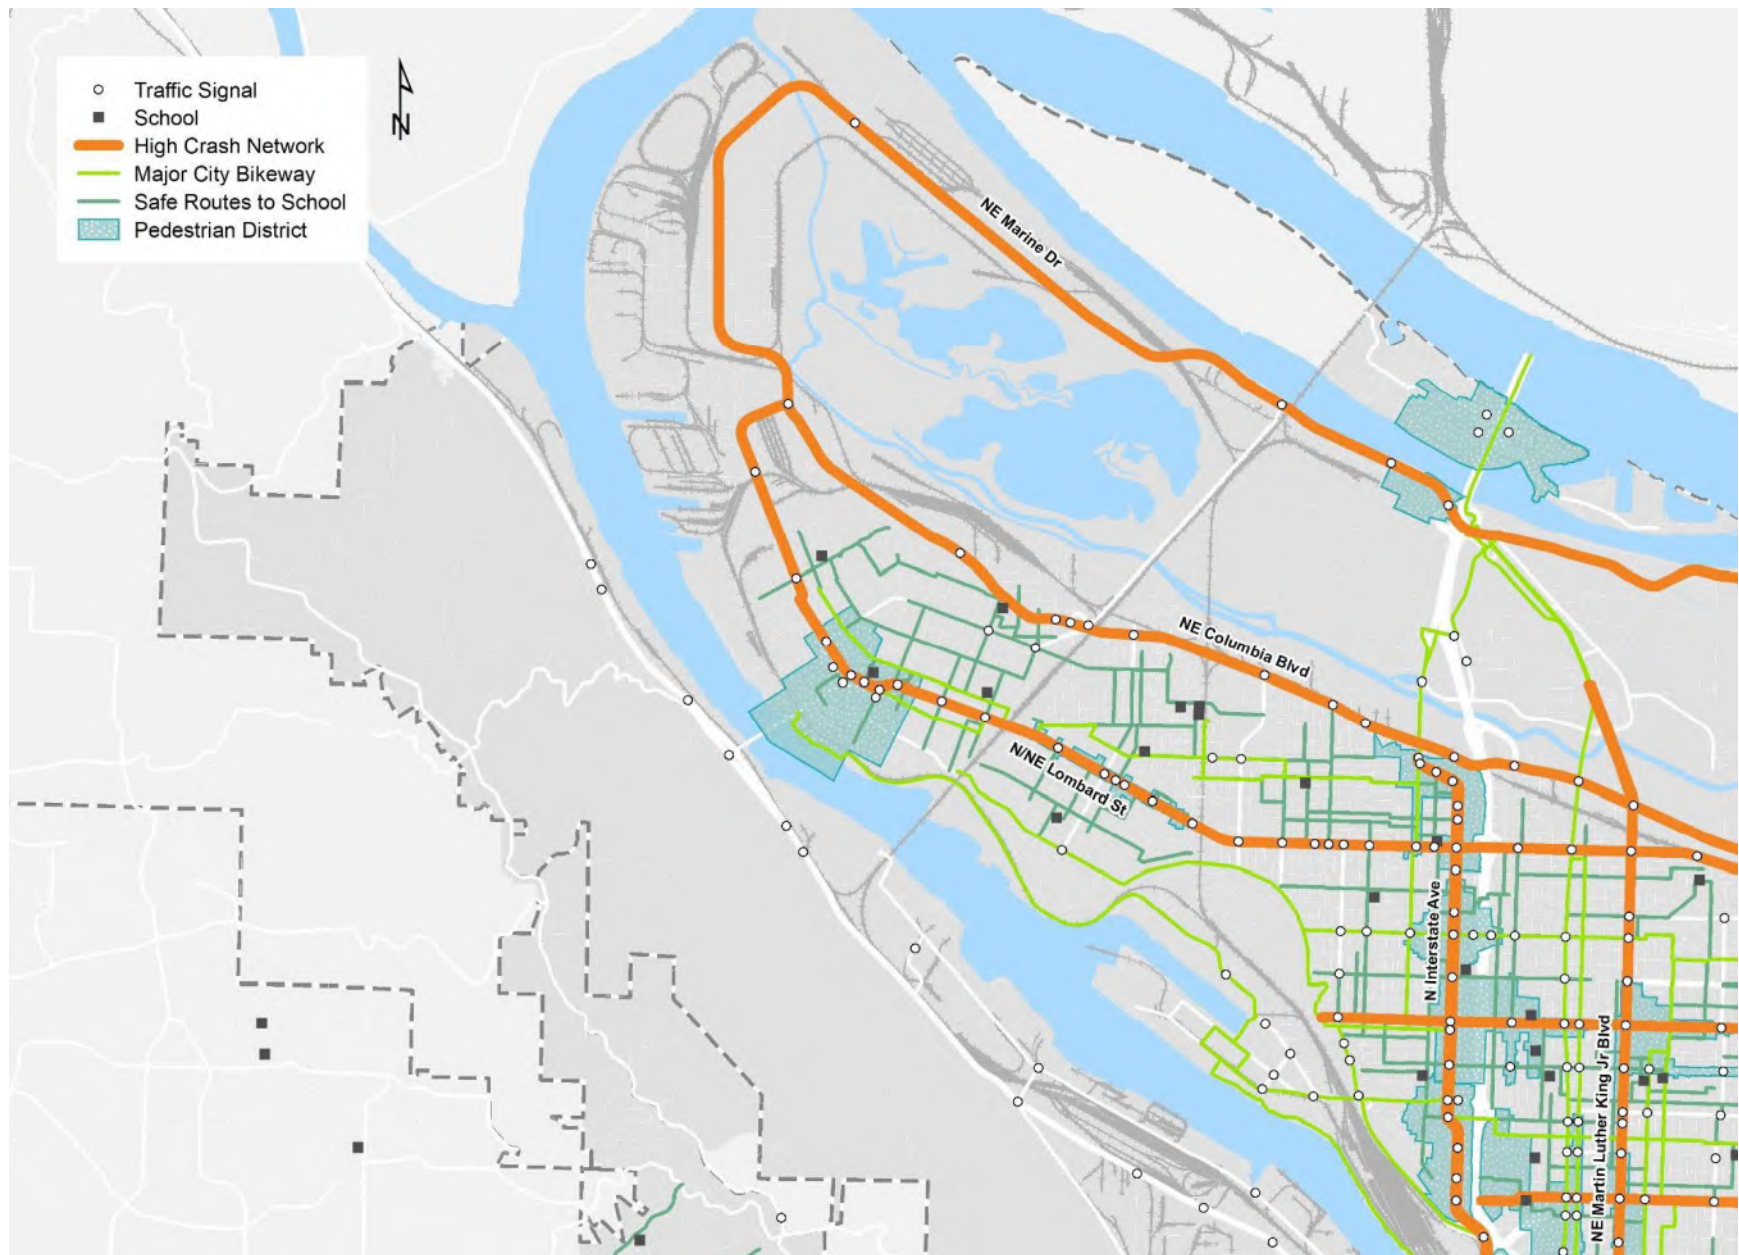 Traffic Signal
School
High Crash Network
Major City Bikeway
Safe Routes to School
Pedestrian District
N
NE Marine Dr
NE Columbia Blvd
N/NE Lombard St
N Interstate Ave
NE Martin Luther King Jr Blvd